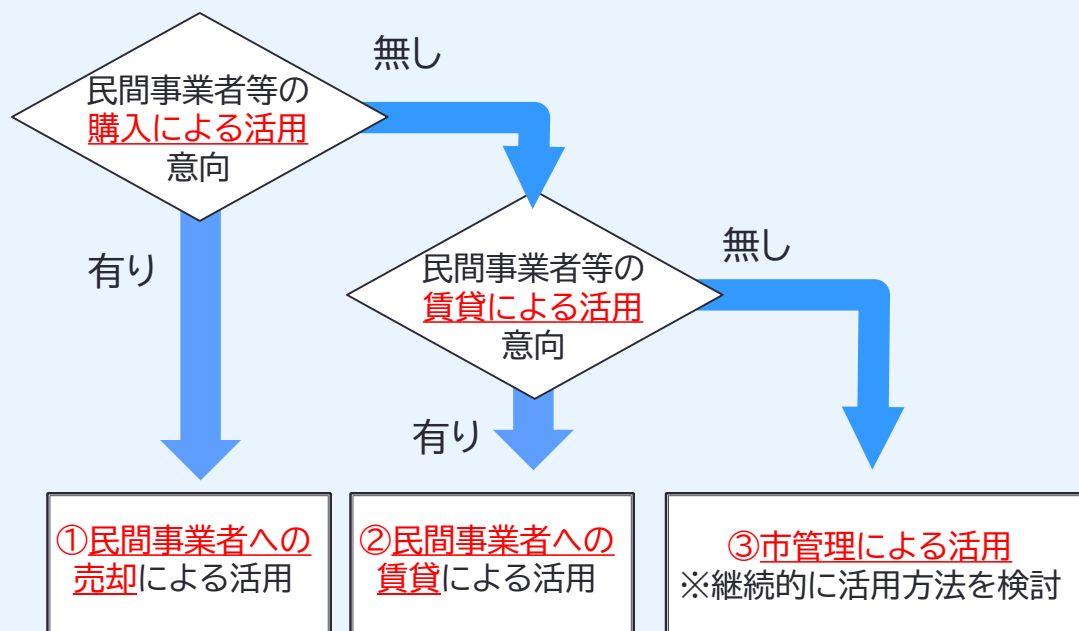 無し
民間事業者等の
購入による活用
意向
有り
無し
民間事業者等の
賃貸による活用
意向
有り
①民間事業者への
売却による活用
②民間事業者への
賃貸による活用
③市管理による活用
※継続的に活用方法を検討